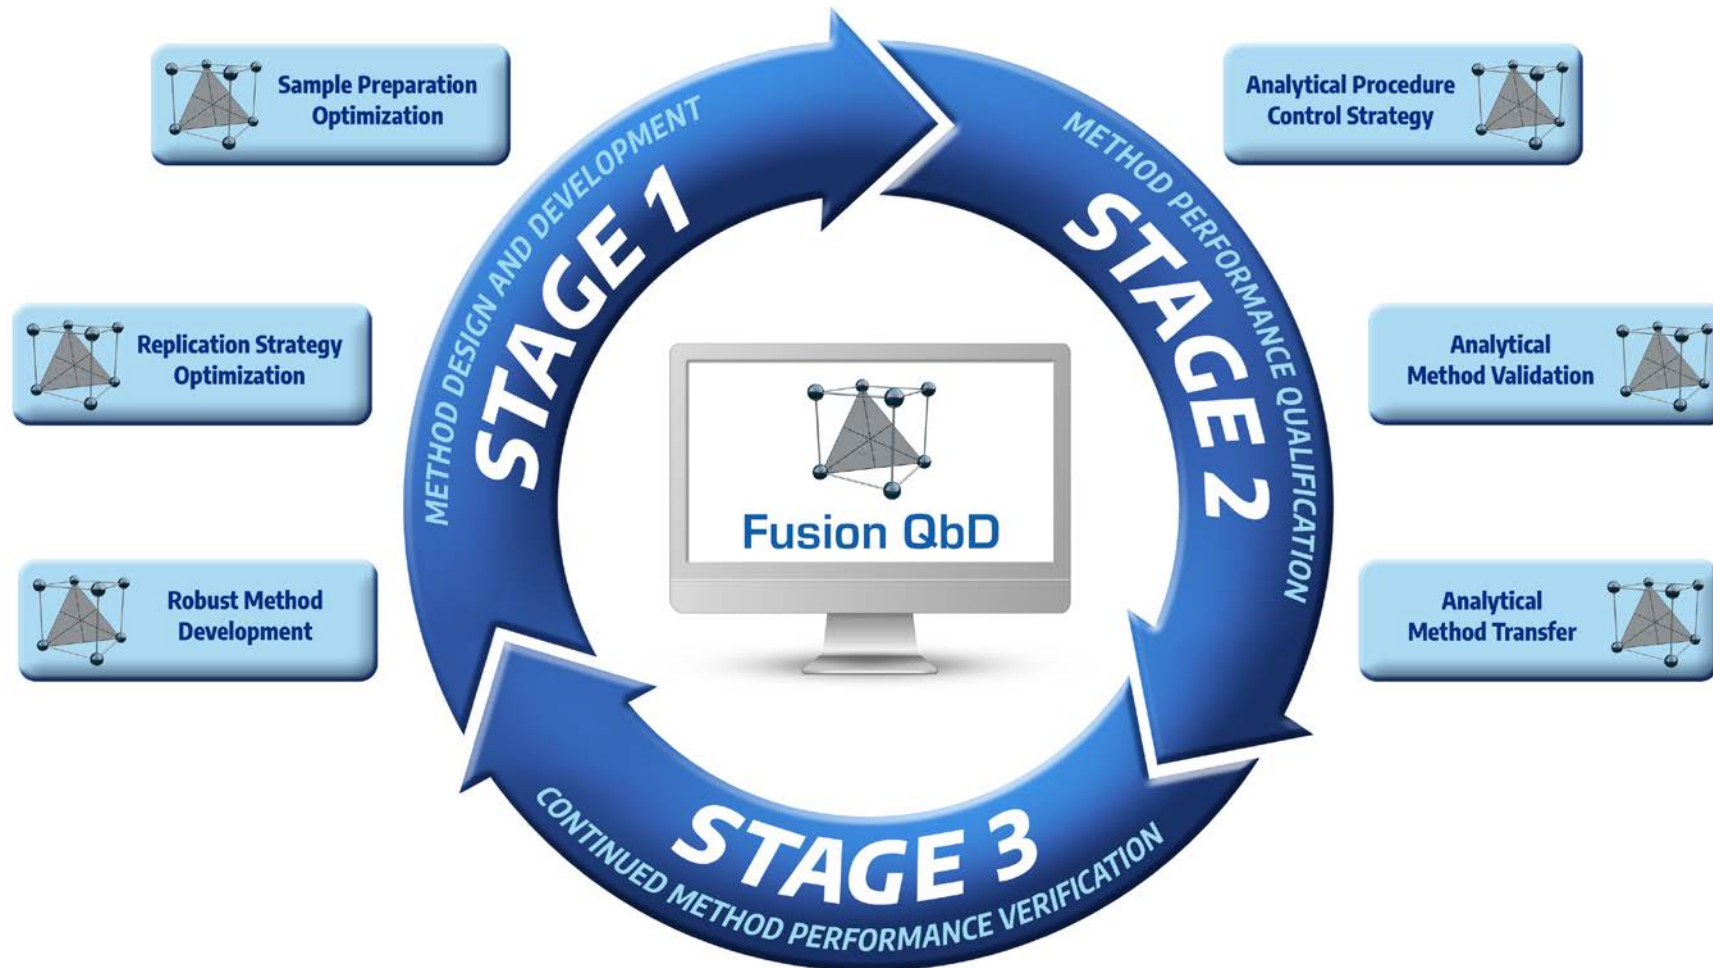 Sample Preparation
Optimization
Replication Strategy
Optimization
Robust Method
Development
METHOD DESIGN AND DEVELOPMENT
STAGE 1
METHOD PERFORMANCE QUALIFICATION
STAGE 2
Fusion QbD
STAGE 3
CONTINUED METHOD PERFORMANCE VERIFICATION
Analytical Procedure
Control Strategy
Analytical
Method Validation
Analytical
Method Transfer